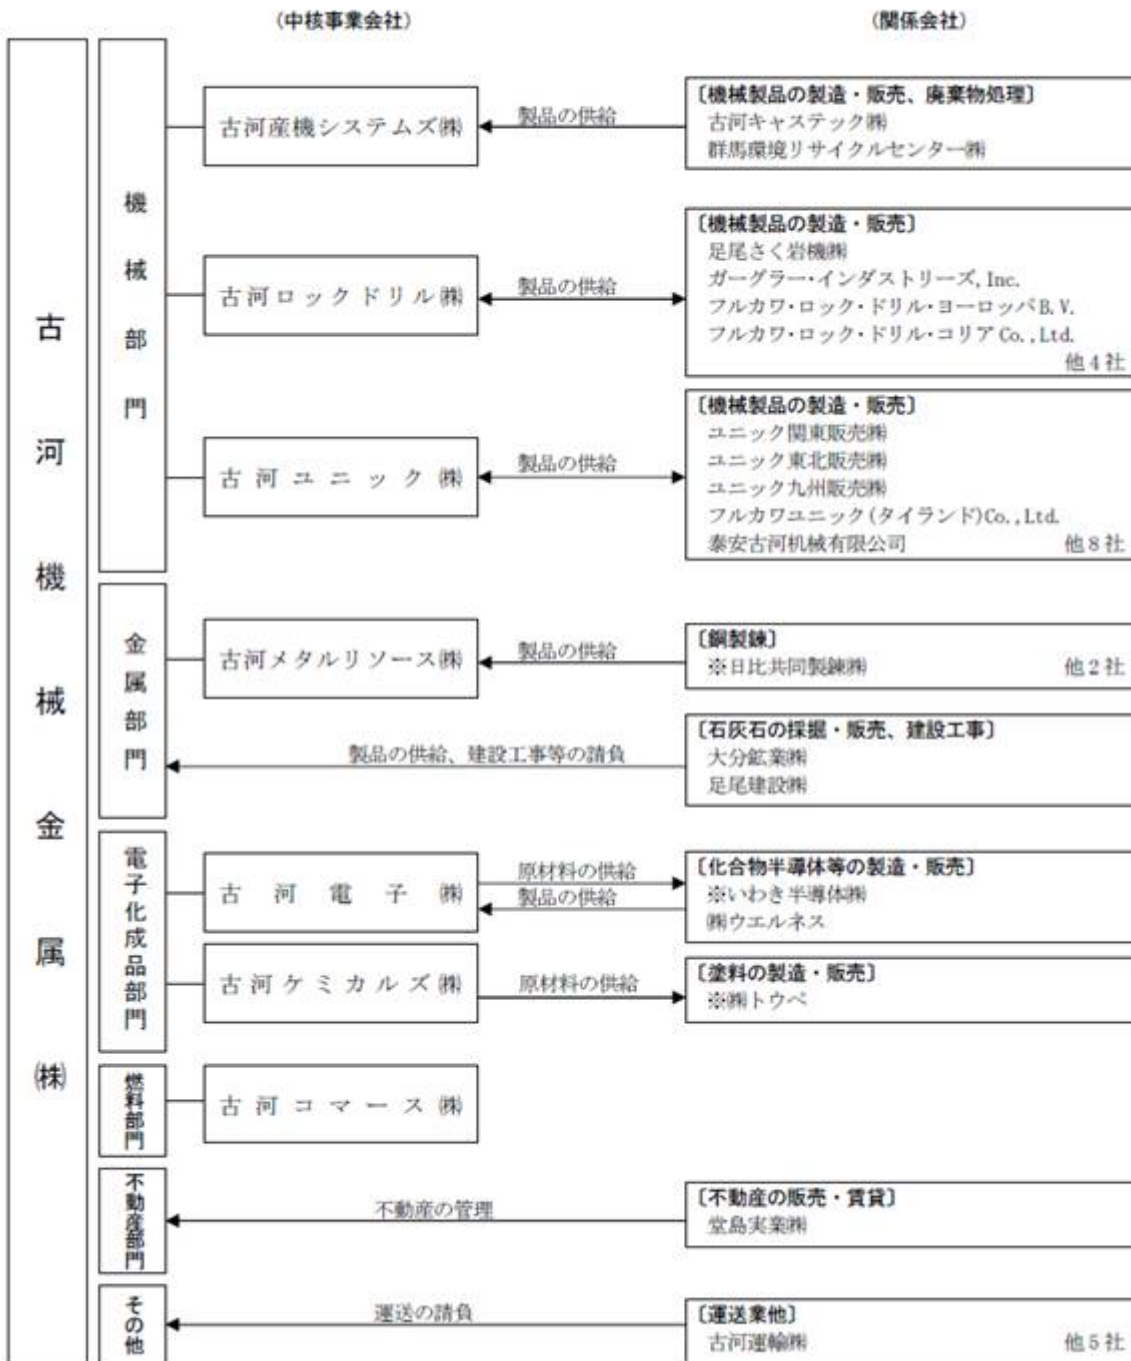 (中核事業会社)
(関係会社)
古河機械金属㈱
機械部門
古河産機システムズ㈱
製品の供給
〔機械製品の製造・販売、廃棄物処理〕
古河キャステック㈱
群馬環境リサイクルセンター㈱
古河ロックドリル㈱
製品の供給
〔機械製品の製造・販売〕
足尾さく岩機㈱
ガーグラー・インダストリーズ, Inc.
フルカワ・ロック・ドリル・ヨーロッパ B. V.
フルカワ・ロック・ドリル・コリア Co., Ltd.
他4社
古河ユニック㈱
製品の供給
〔機械製品の製造・販売〕
ユニック関東販売㈱
ユニック東北販売㈱
ユニック九州販売㈱
フルカワユニック(タイランド)Co., Ltd.
泰安古河机械有限公司 他8社
金属部門
古河メタルリソース㈱
製品の供給
〔銅製錬〕
※日比共同製錬㈱ 他2社
製品の供給、建設工事等の請負
〔石灰石の採掘・販売、建設工事〕
大分鉱業㈱
足尾建設㈱
電子化成品部門
古河電子㈱
原材料の供給
製品の供給
〔化合物半導体等の製造・販売〕
※いわき半導体㈱
㈱ウエルネス
古河ケミカルズ㈱
原材料の供給
〔塗料の製造・販売〕
※㈱トウペ
燃料部門
古河コマース㈱
不動産部門
不動産の管理
〔不動産の販売・賃貸〕
堂島実業㈱
その他
運送の請負
〔運送業他〕
古河運輸㈱ 他5社